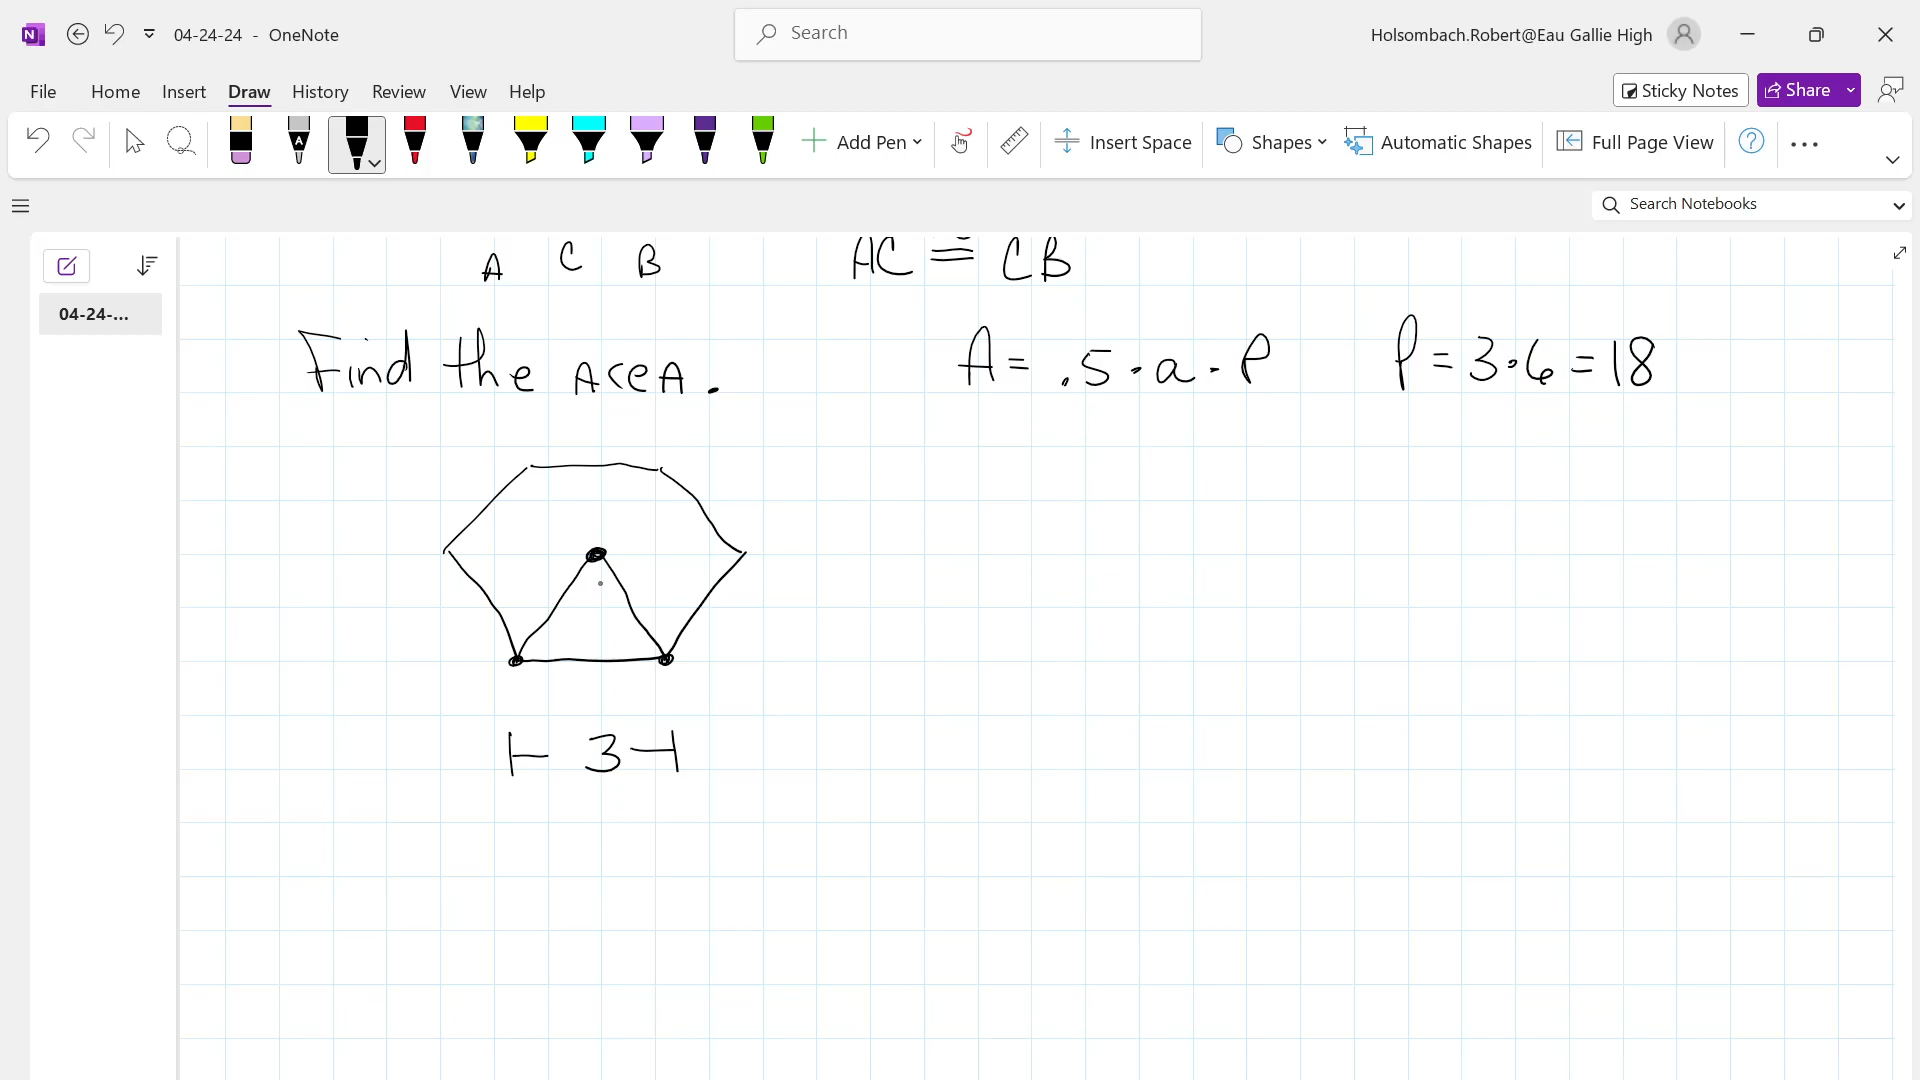 04-24-24 - OneNote
Search
Holsombach.Robert@Eau Gallie High
File Home Insert Draw History Review View Help
Sticky Notes
Share
A
Add Pen
Insert Space
Shapes
Automatic Shapes
Full Page View
?
...
Search Notebooks
04-24-...
A C B
AC ≅ CB
Find the AreA.
A = .5 · a · P
P = 3 · 6 = 18
3